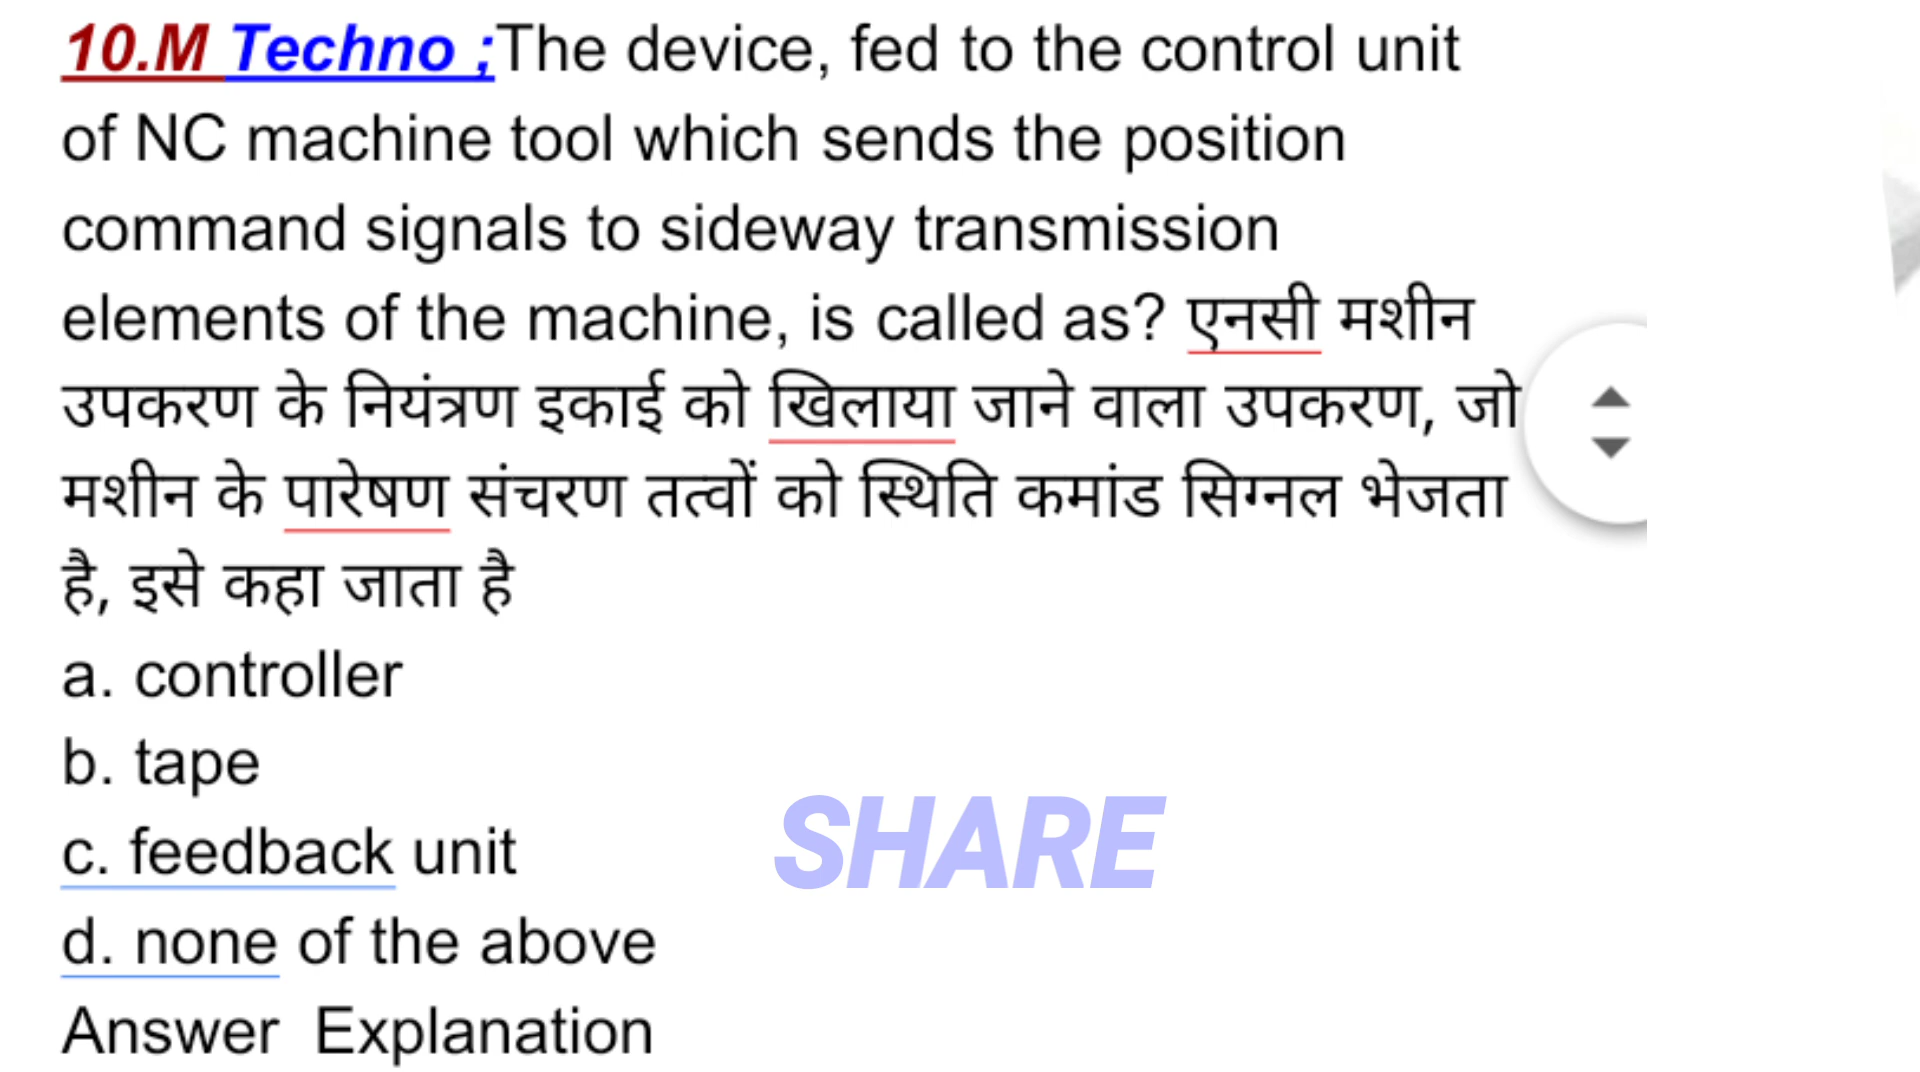 10.M Techno ;The device, fed to the control unit
of NC machine tool which sends the position
command signals to sideway transmission
elements of the machine, is called as? एनसी मशीन
उपकरण के नियंत्रण इकाई को खिलाया जाने वाला उपकरण, जो
मशीन के पारेषण संचरण तत्वों को स्थिति कमांड सिग्नल भेजता
है, इसे कहा जाता है
a. controller
b. tape
SHARE
c. feedback unit
d. none of the above
Answer  Explanation